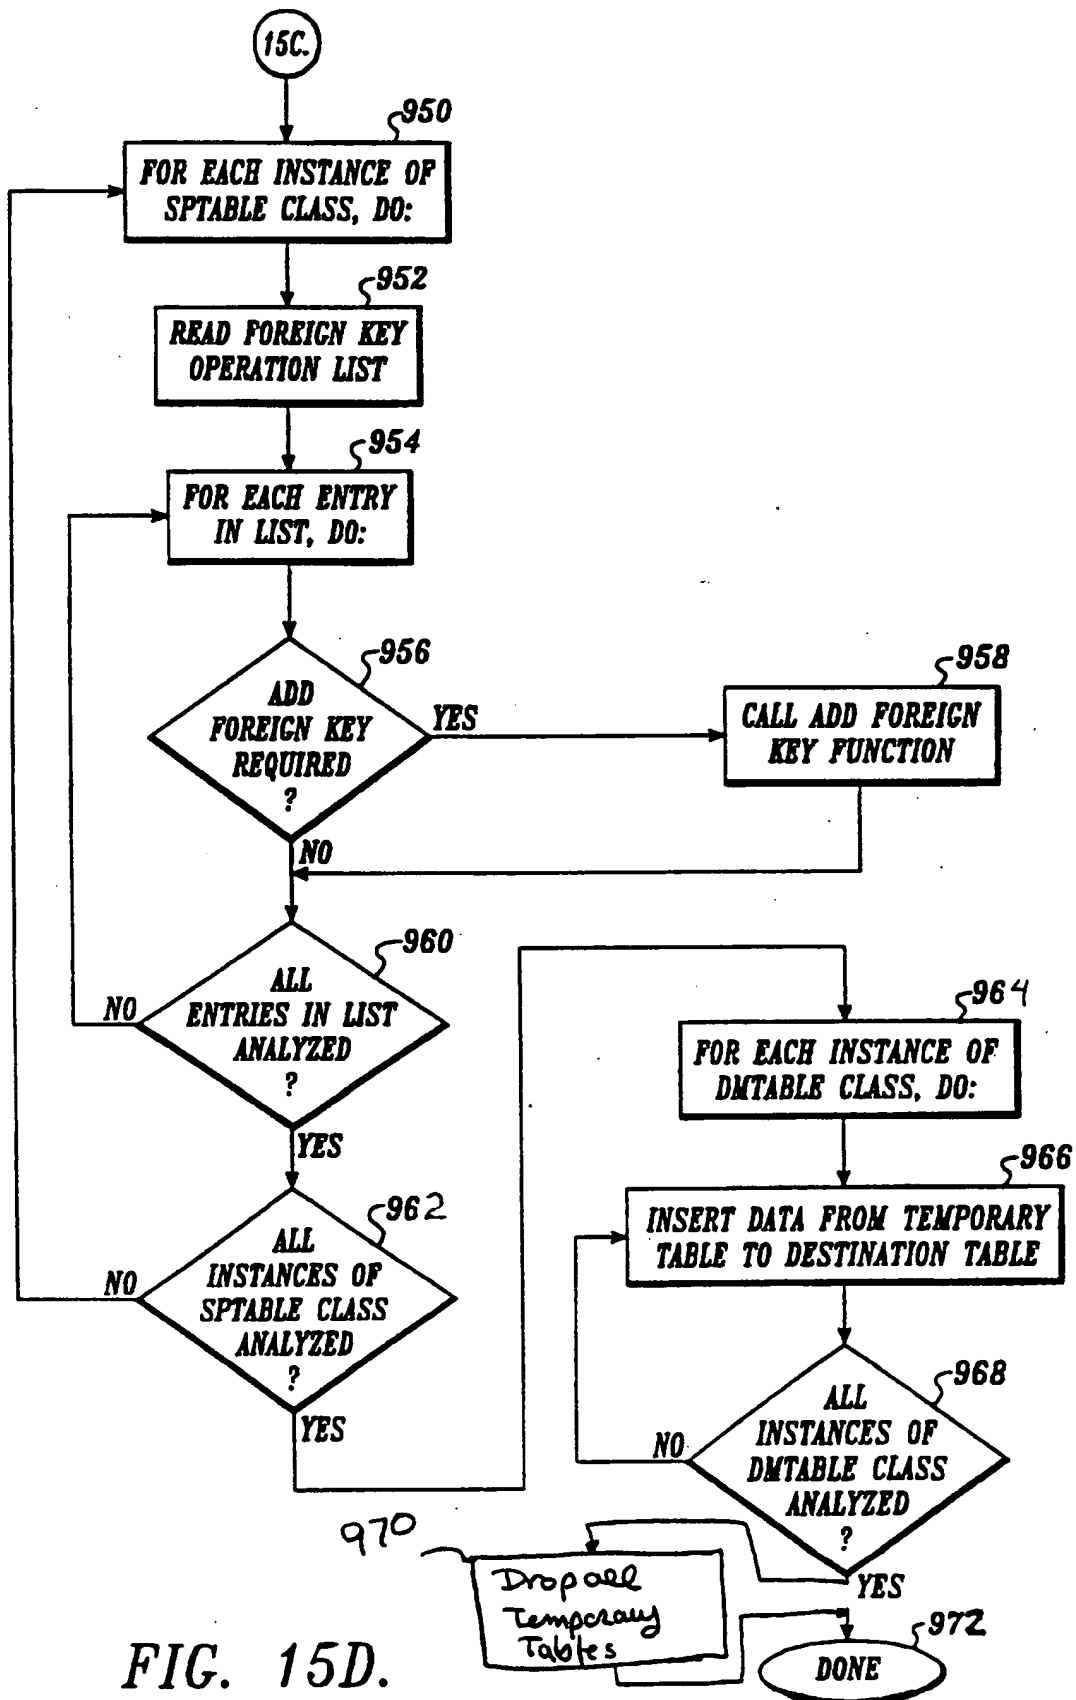 15C.
950
FOR EACH INSTANCE OF
SPTABLE CLASS, DO:
952
READ FOREIGN KEY
OPERATION LIST
954
FOR EACH ENTRY
IN LIST, DO:
956
ADD
FOREIGN KEY
REQUIRED
?
YES
NO
958
CALL ADD FOREIGN
KEY FUNCTION
960
ALL
ENTRIES IN LIST
ANALYZED
?
NO
YES
962
ALL
INSTANCES OF
SPTABLE CLASS
ANALYZED
?
NO
YES
964
FOR EACH INSTANCE OF
DMTABLE CLASS, DO:
966
INSERT DATA FROM TEMPORARY
TABLE TO DESTINATION TABLE
968
ALL
INSTANCES OF
DMTABLE CLASS
ANALYZED
?
NO
YES
970
Drop all
Temporary
Tables
972
DONE
FIG. 15D.